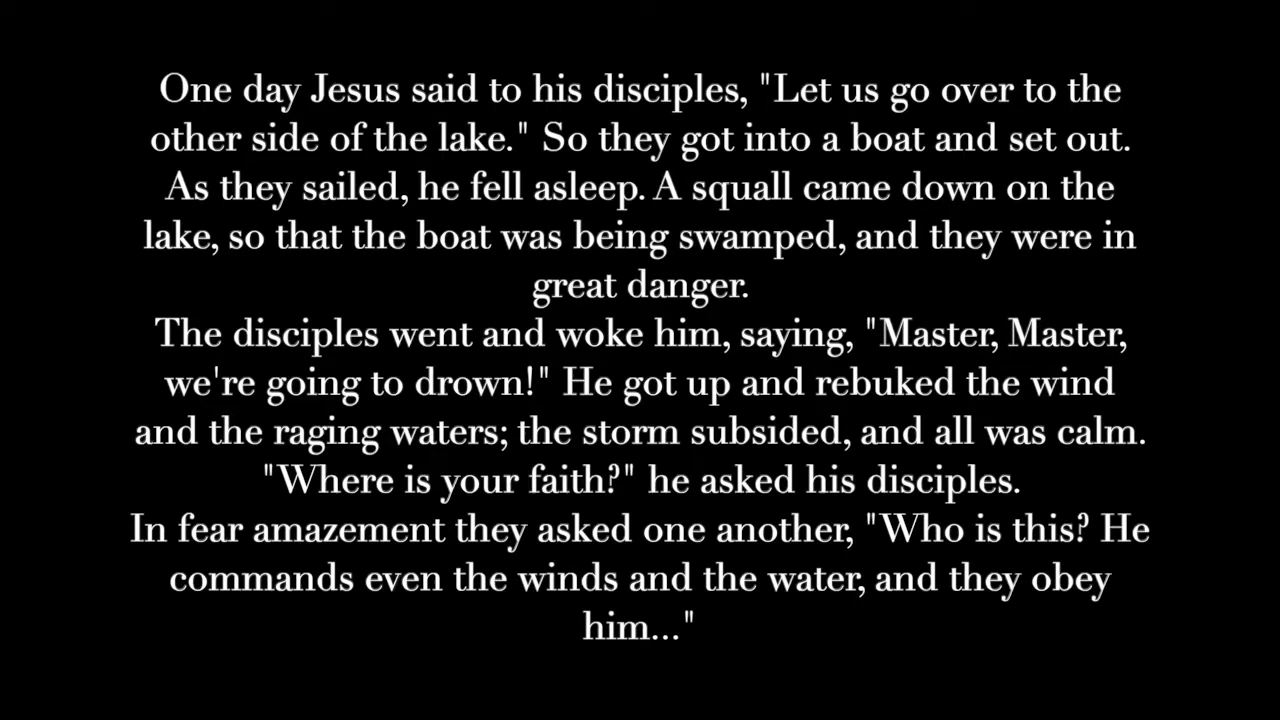 One day Jesus said to his disciples, "Let us go over to the
other side of the lake." So they got into a boat and set out.
As they sailed, he fell asleep. A squall came down on the
lake, so that the boat was being swamped, and they were in
great danger.
The disciples went and woke him, saying, "Master, Master,
we're going to drown!" He got up and rebuked the wind
and the raging waters; the storm subsided, and all was calm.
"Where is your faith?" he asked his disciples.
In fear amazement they asked one another, "Who is this? He
commands even the winds and the water, and they obey
him..."